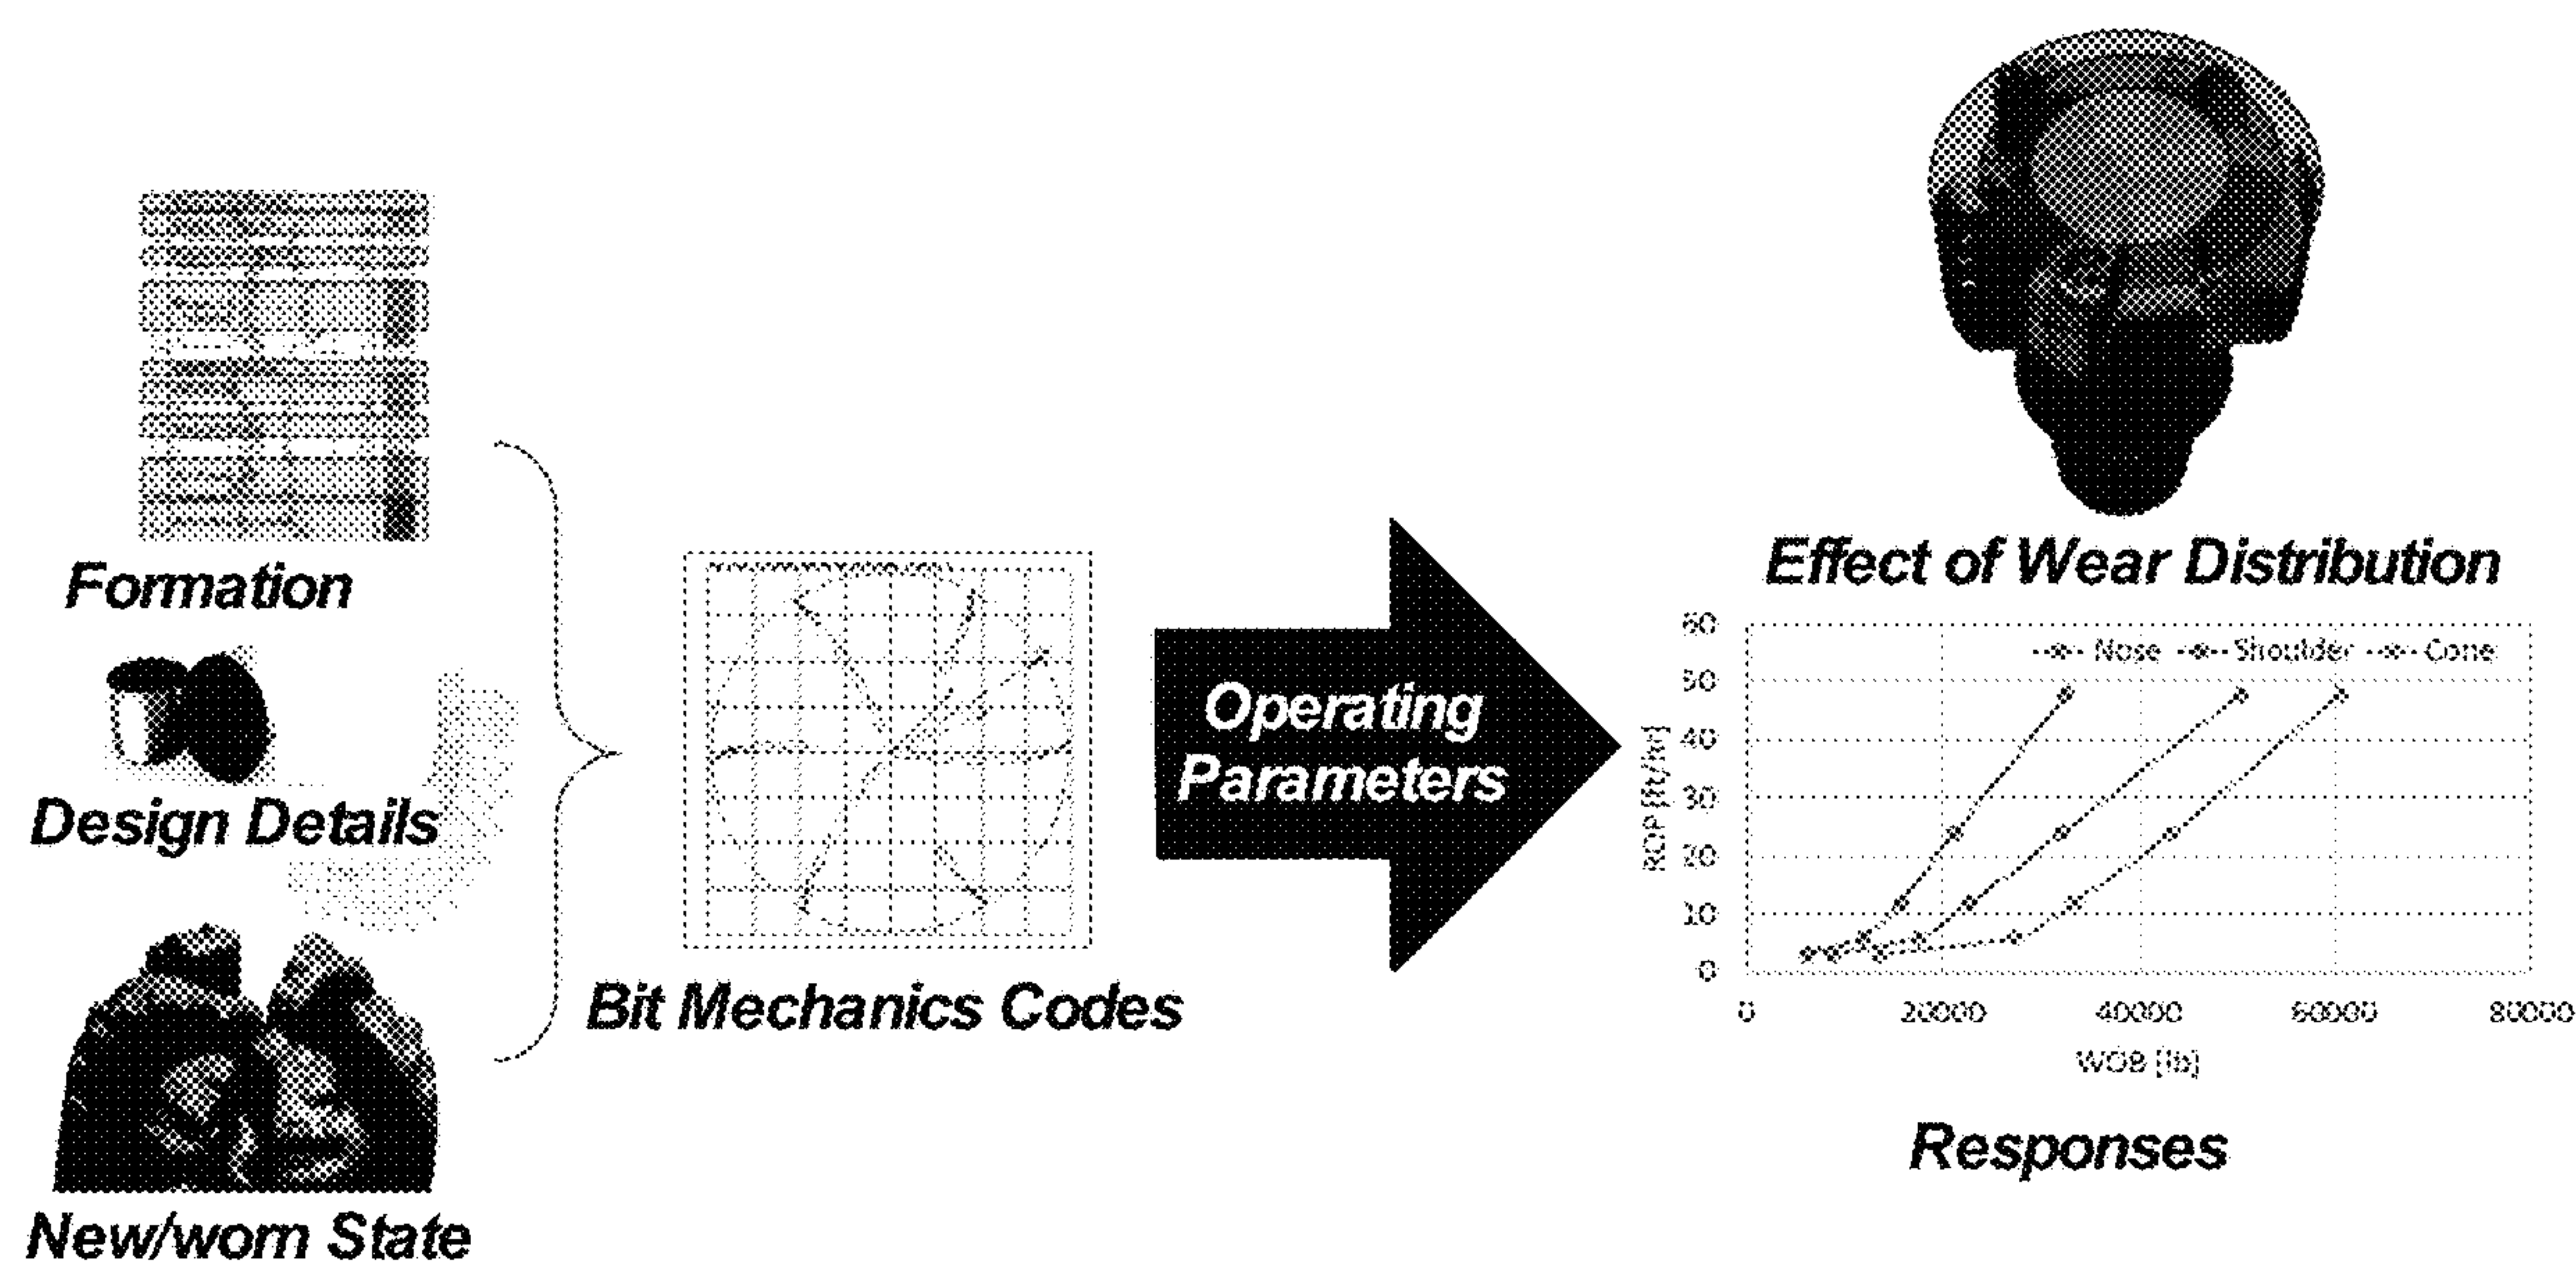 Formation
Design Details
New/worn State
Bit Mechanics Codes
Operating
Parameters
Effect of Wear Distribution
Nose Shoulder Cone
60
50
40
30
20
10
0
ROP [ft/hr]
0 20000 40000 60000 80000
WOB [lb]
Responses